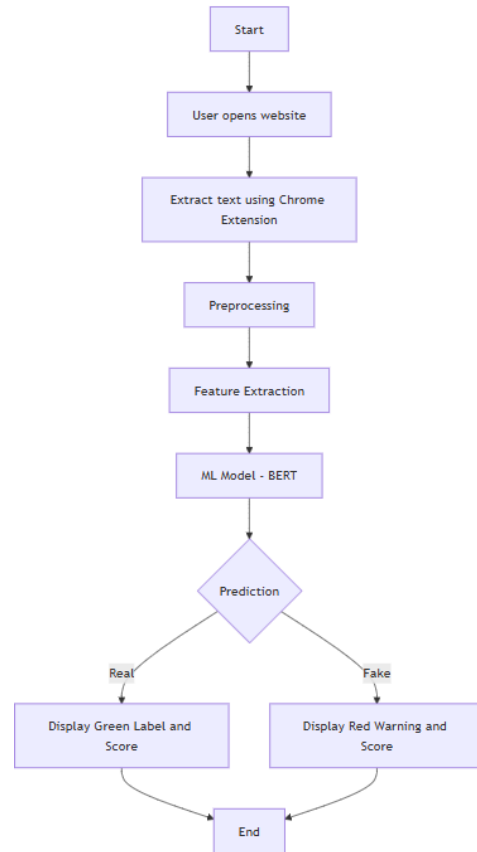 Start
User opens website
Extract text using Chrome
Extension
Preprocessing
Feature Extraction
ML Model - BERT
Prediction
Real
Fake
Display Green Label and
Score
Display Red Warning and
Score
End